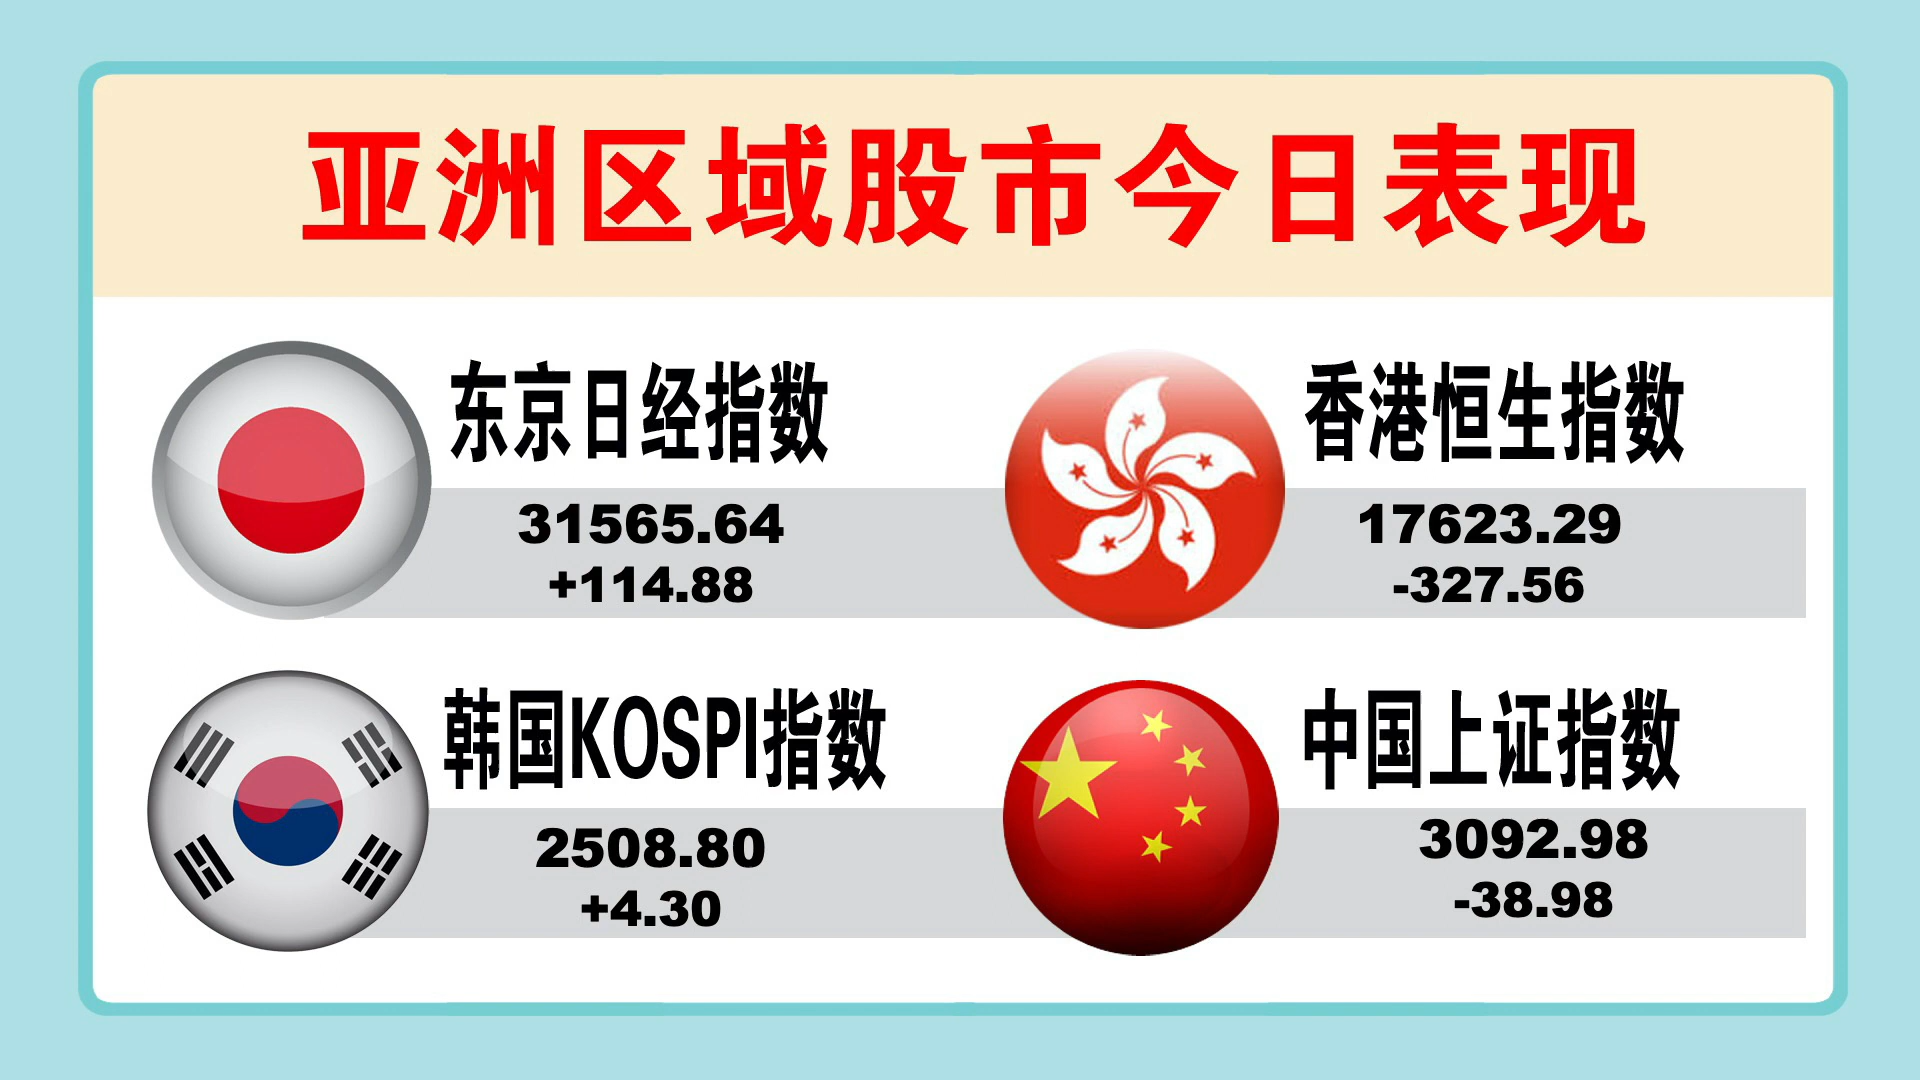 亚洲区域股市今日表现
东京日经指数
31565.64
+114.88
香港恒生指数
17623.29
-327.56
韩国KOSPI指数
2508.80
+4.30
中国上证指数
3092.98
-38.98